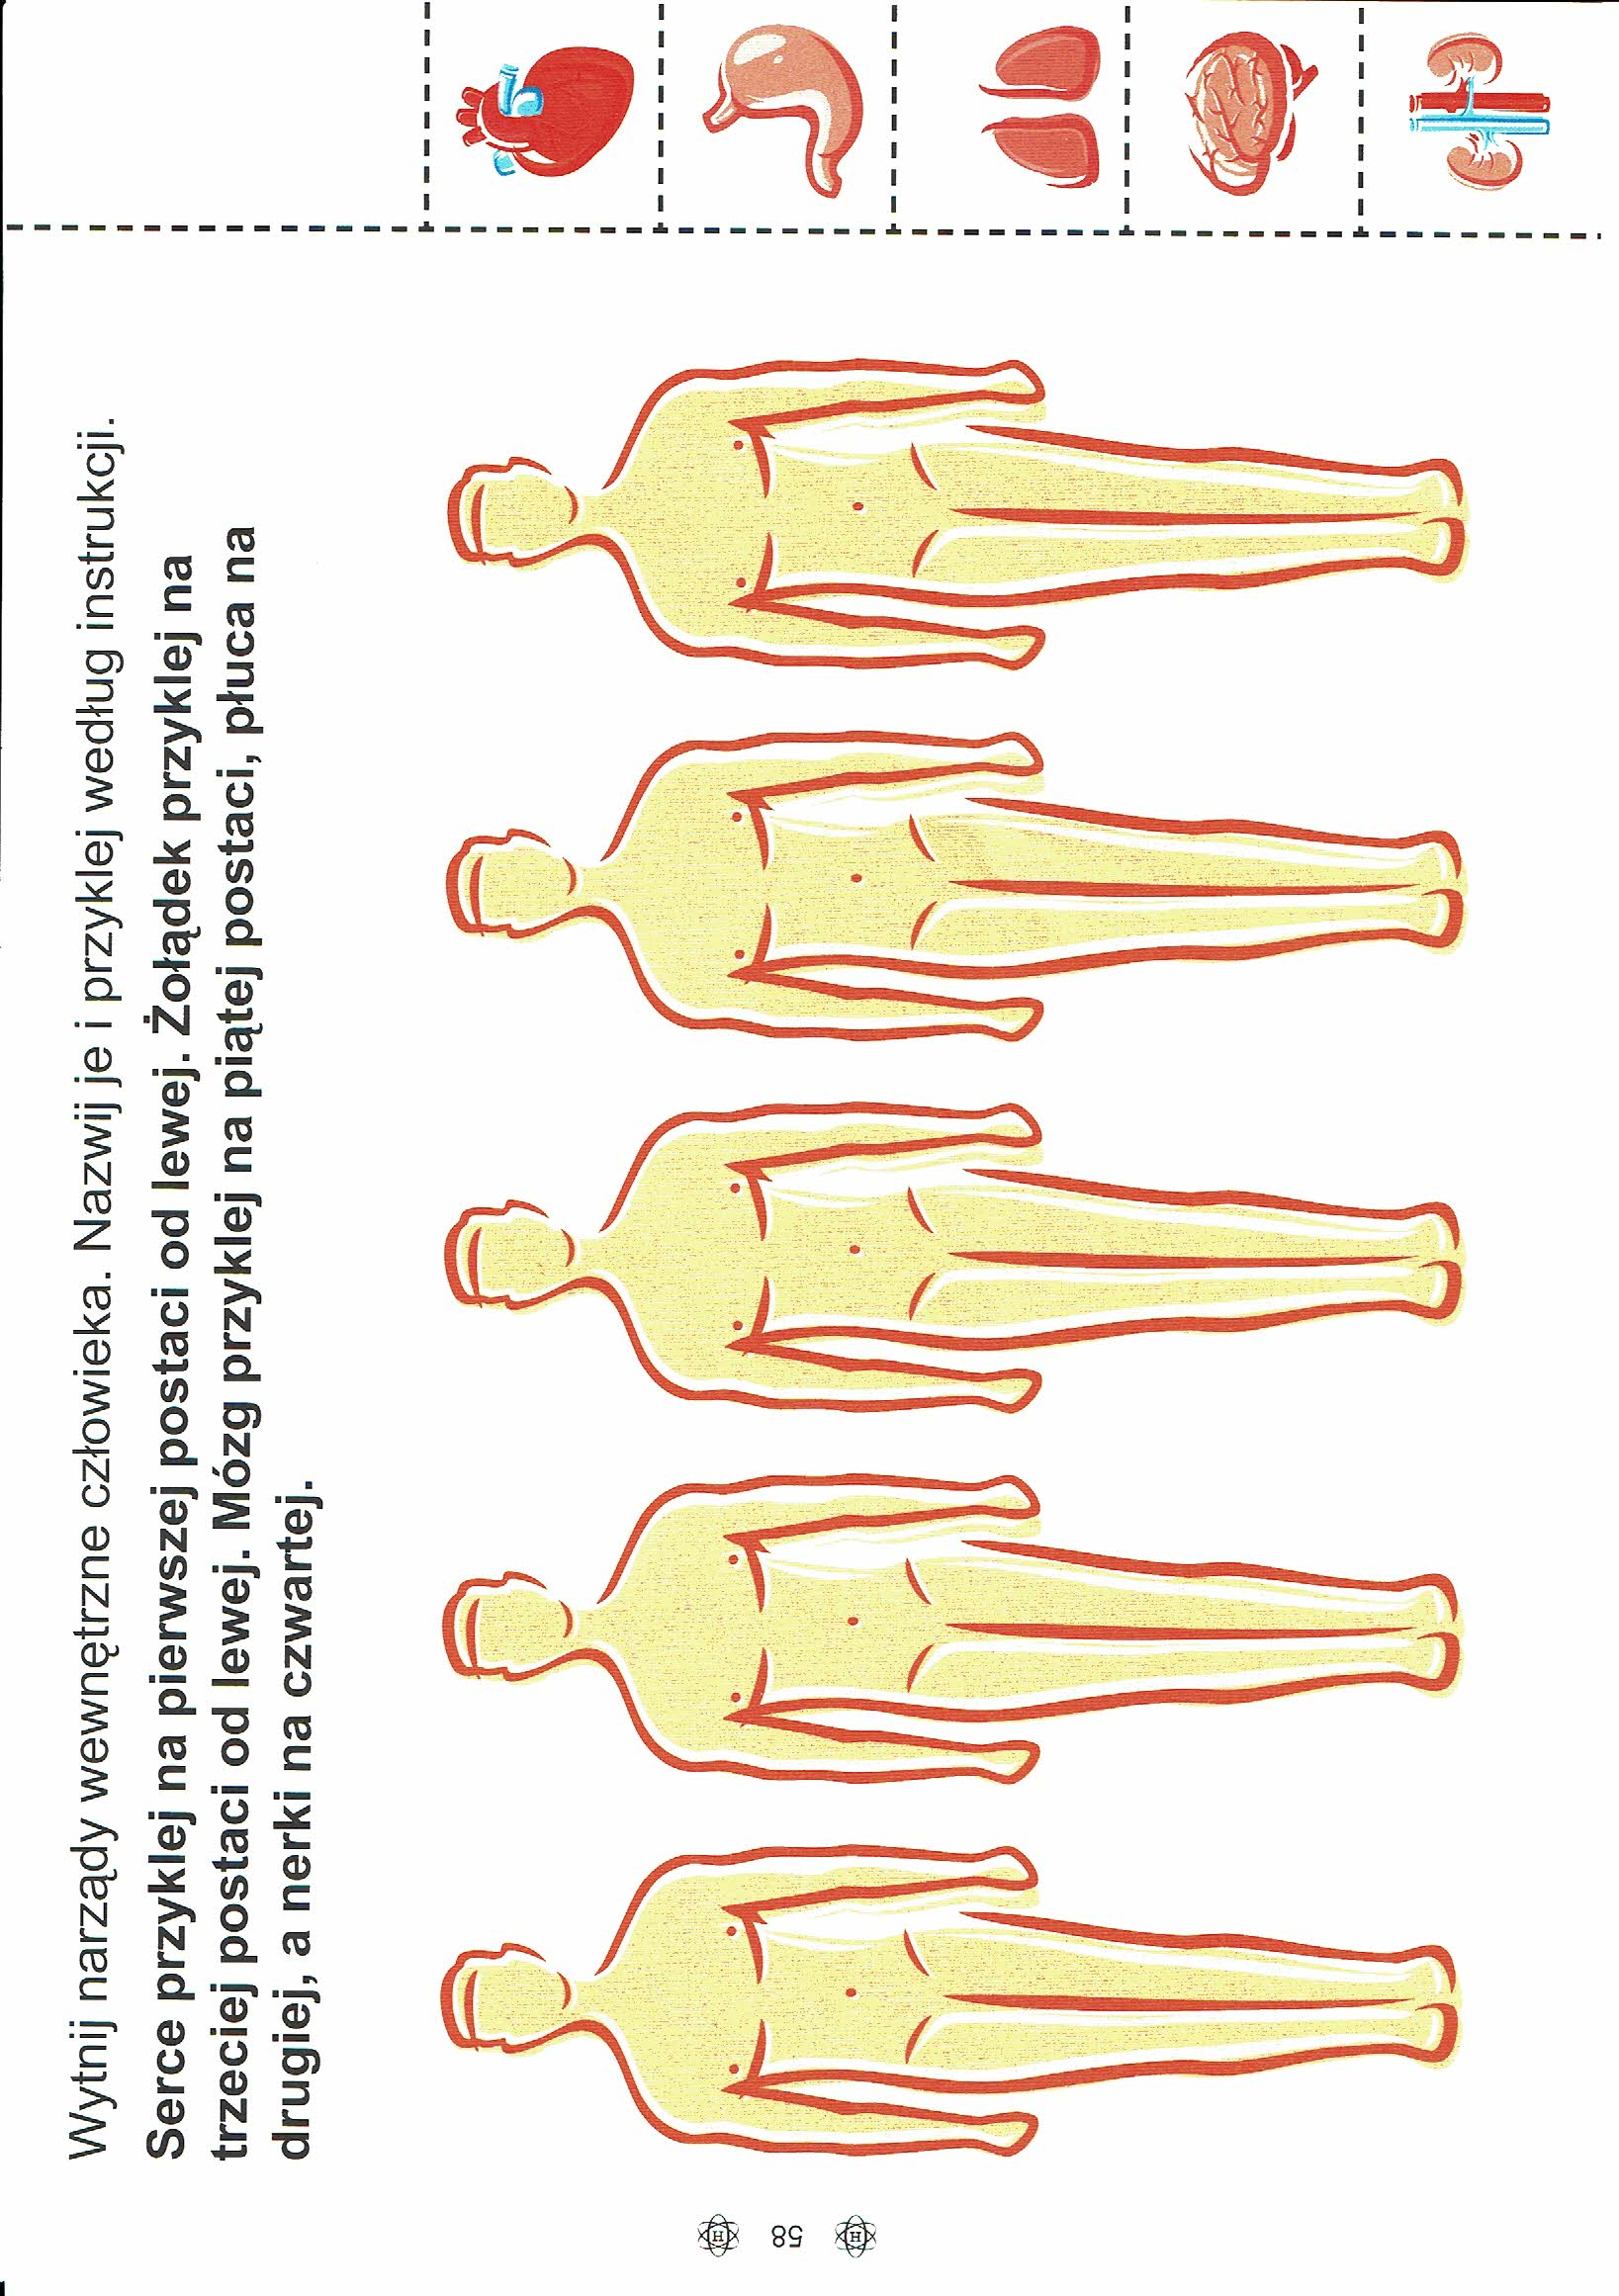 Wytnij narządy wewnętrzne człowieka. Nazwij je i przyklej według instrukcji.
Serce przyklej na pierwszej postaci od lewej. Żołądek przyklej na
trzeciej postaci od lewej. Mózg przyklej na piątej postaci, płuca na
drugiej, a nerki na czwartej.
H 58 H